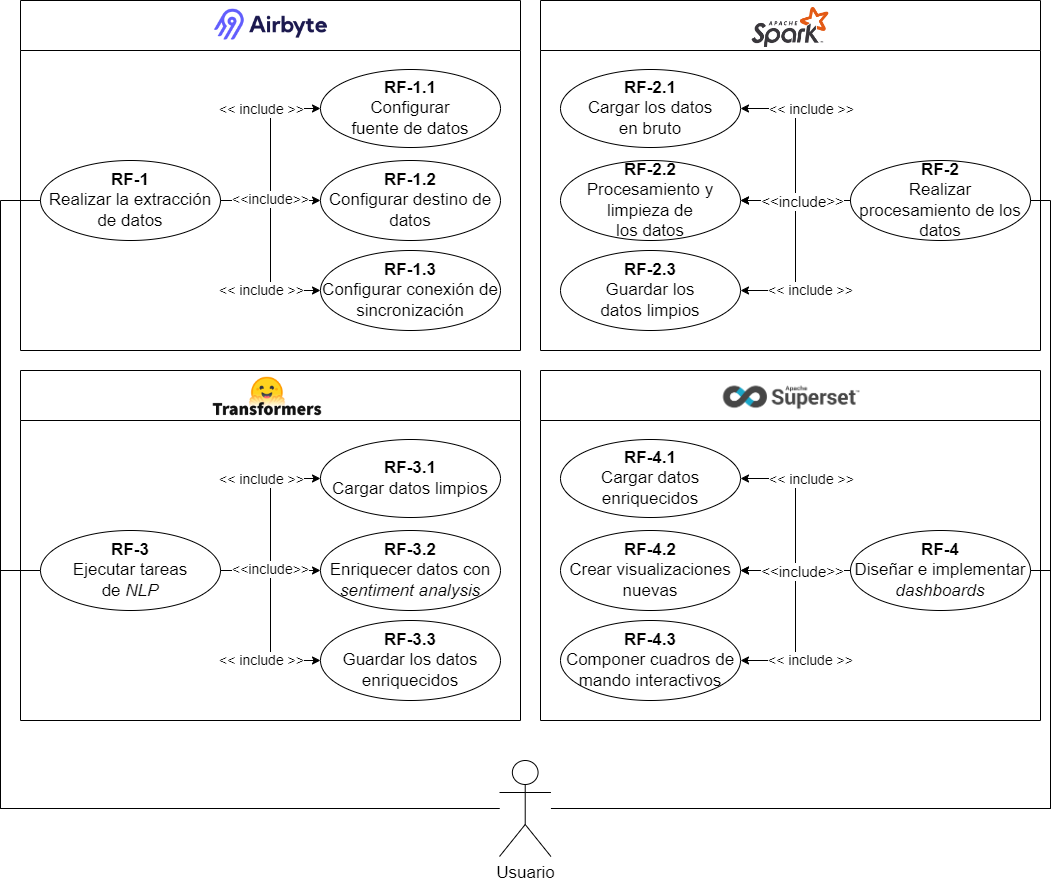 Airbyte
<< include >>
RF-1.1
Configurar
fuente de datos
RF-1
Realizar la extracción
de datos
<<include>>
RF-1.2
Configurar destino de
datos
<< include >>
RF-1.3
Configurar conexión de
sincronización
APACHE
Spark
RF-2.1
Cargar los datos
en bruto
<< include >>
RF-2.2
Procesamiento y
limpieza de
los datos
<<include>>
RF-2
Realizar
procesamiento de los
datos
RF-2.3
Guardar los
datos limpios
<< include >>
Transformers
<< include >>
RF-3.1
Cargar datos limpios
RF-3
Ejecutar tareas
de NLP
<<include>>
RF-3.2
Enriquecer datos con
sentiment analysis
<< include >>
RF-3.3
Guardar los datos
enriquecidos
Apache
Superset
RF-4.1
Cargar datos
enriquecidos
<< include >>
RF-4.2
Crear visualizaciones
nuevas
<<include>>
RF-4
Diseñar e implementar
dashboards
RF-4.3
Componer cuadros de
mando interactivos
<< include >>
Usuario